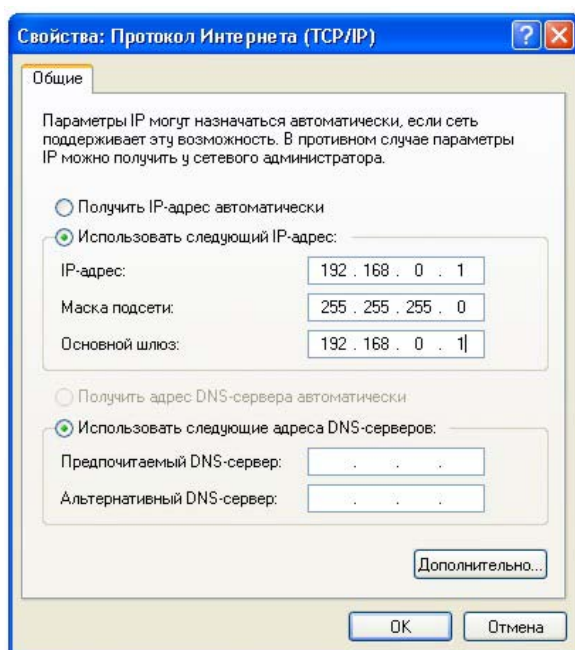 Свойства: Протокол Интернета (TCP/IP)
Общие
Параметры IP могут назначаться автоматически, если сеть
поддерживает эту возможность. В противном случае параметры
IP можно получить у сетевого администратора.
Получить IP-адрес автоматически
Использовать следующий IP-адрес:
IP-адрес: 192 . 168 . 0 . 1
Маска подсети: 255 . 255 . 255 . 0
Основной шлюз: 192 . 168 . 0 . 1
Получить адрес DNS-сервера автоматически
Использовать следующие адреса DNS-серверов:
Предпочитаемый DNS-сервер: . . .
Альтернативный DNS-сервер: . . .
Дополнительно...
ОК Отмена